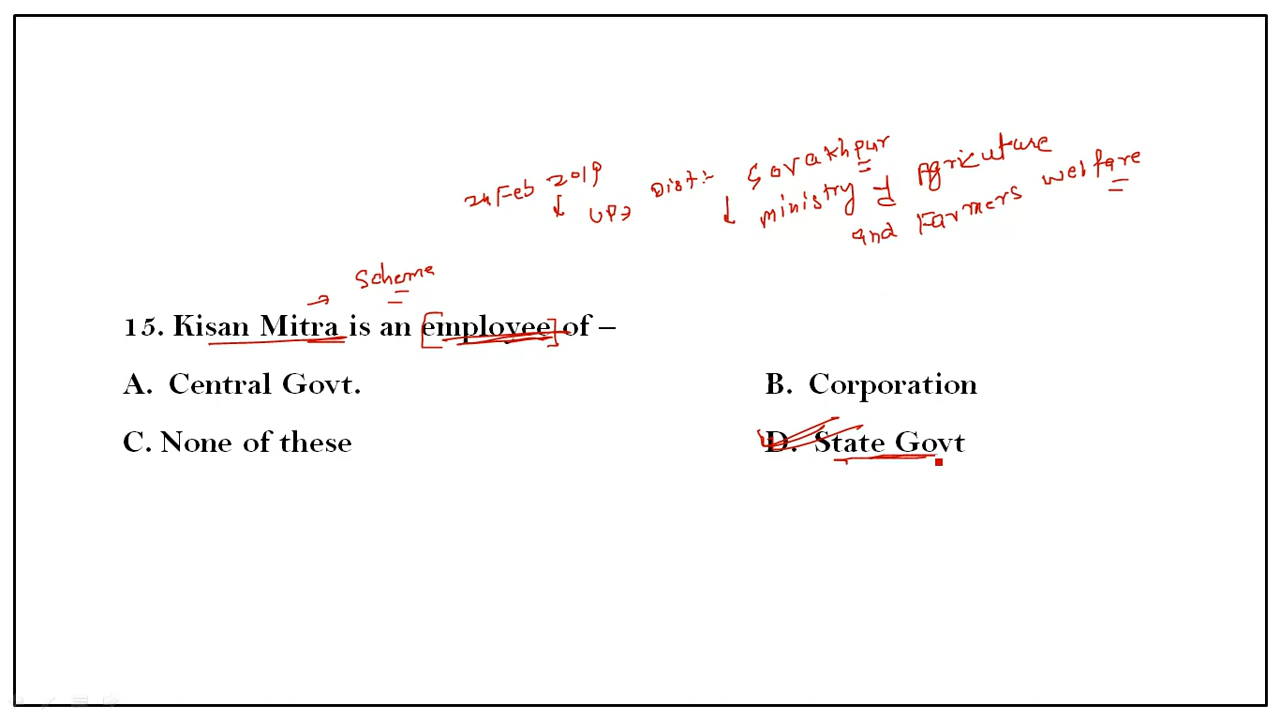 24 Feb 2019 UP→ Dist :- Gorakhpur
ministry of Agricuture
and Farmers welfare
→ Scheme
15. Kisan Mitra is an [employee] of –
A. Central Govt.
B. Corporation
C. None of these
D. State Govt